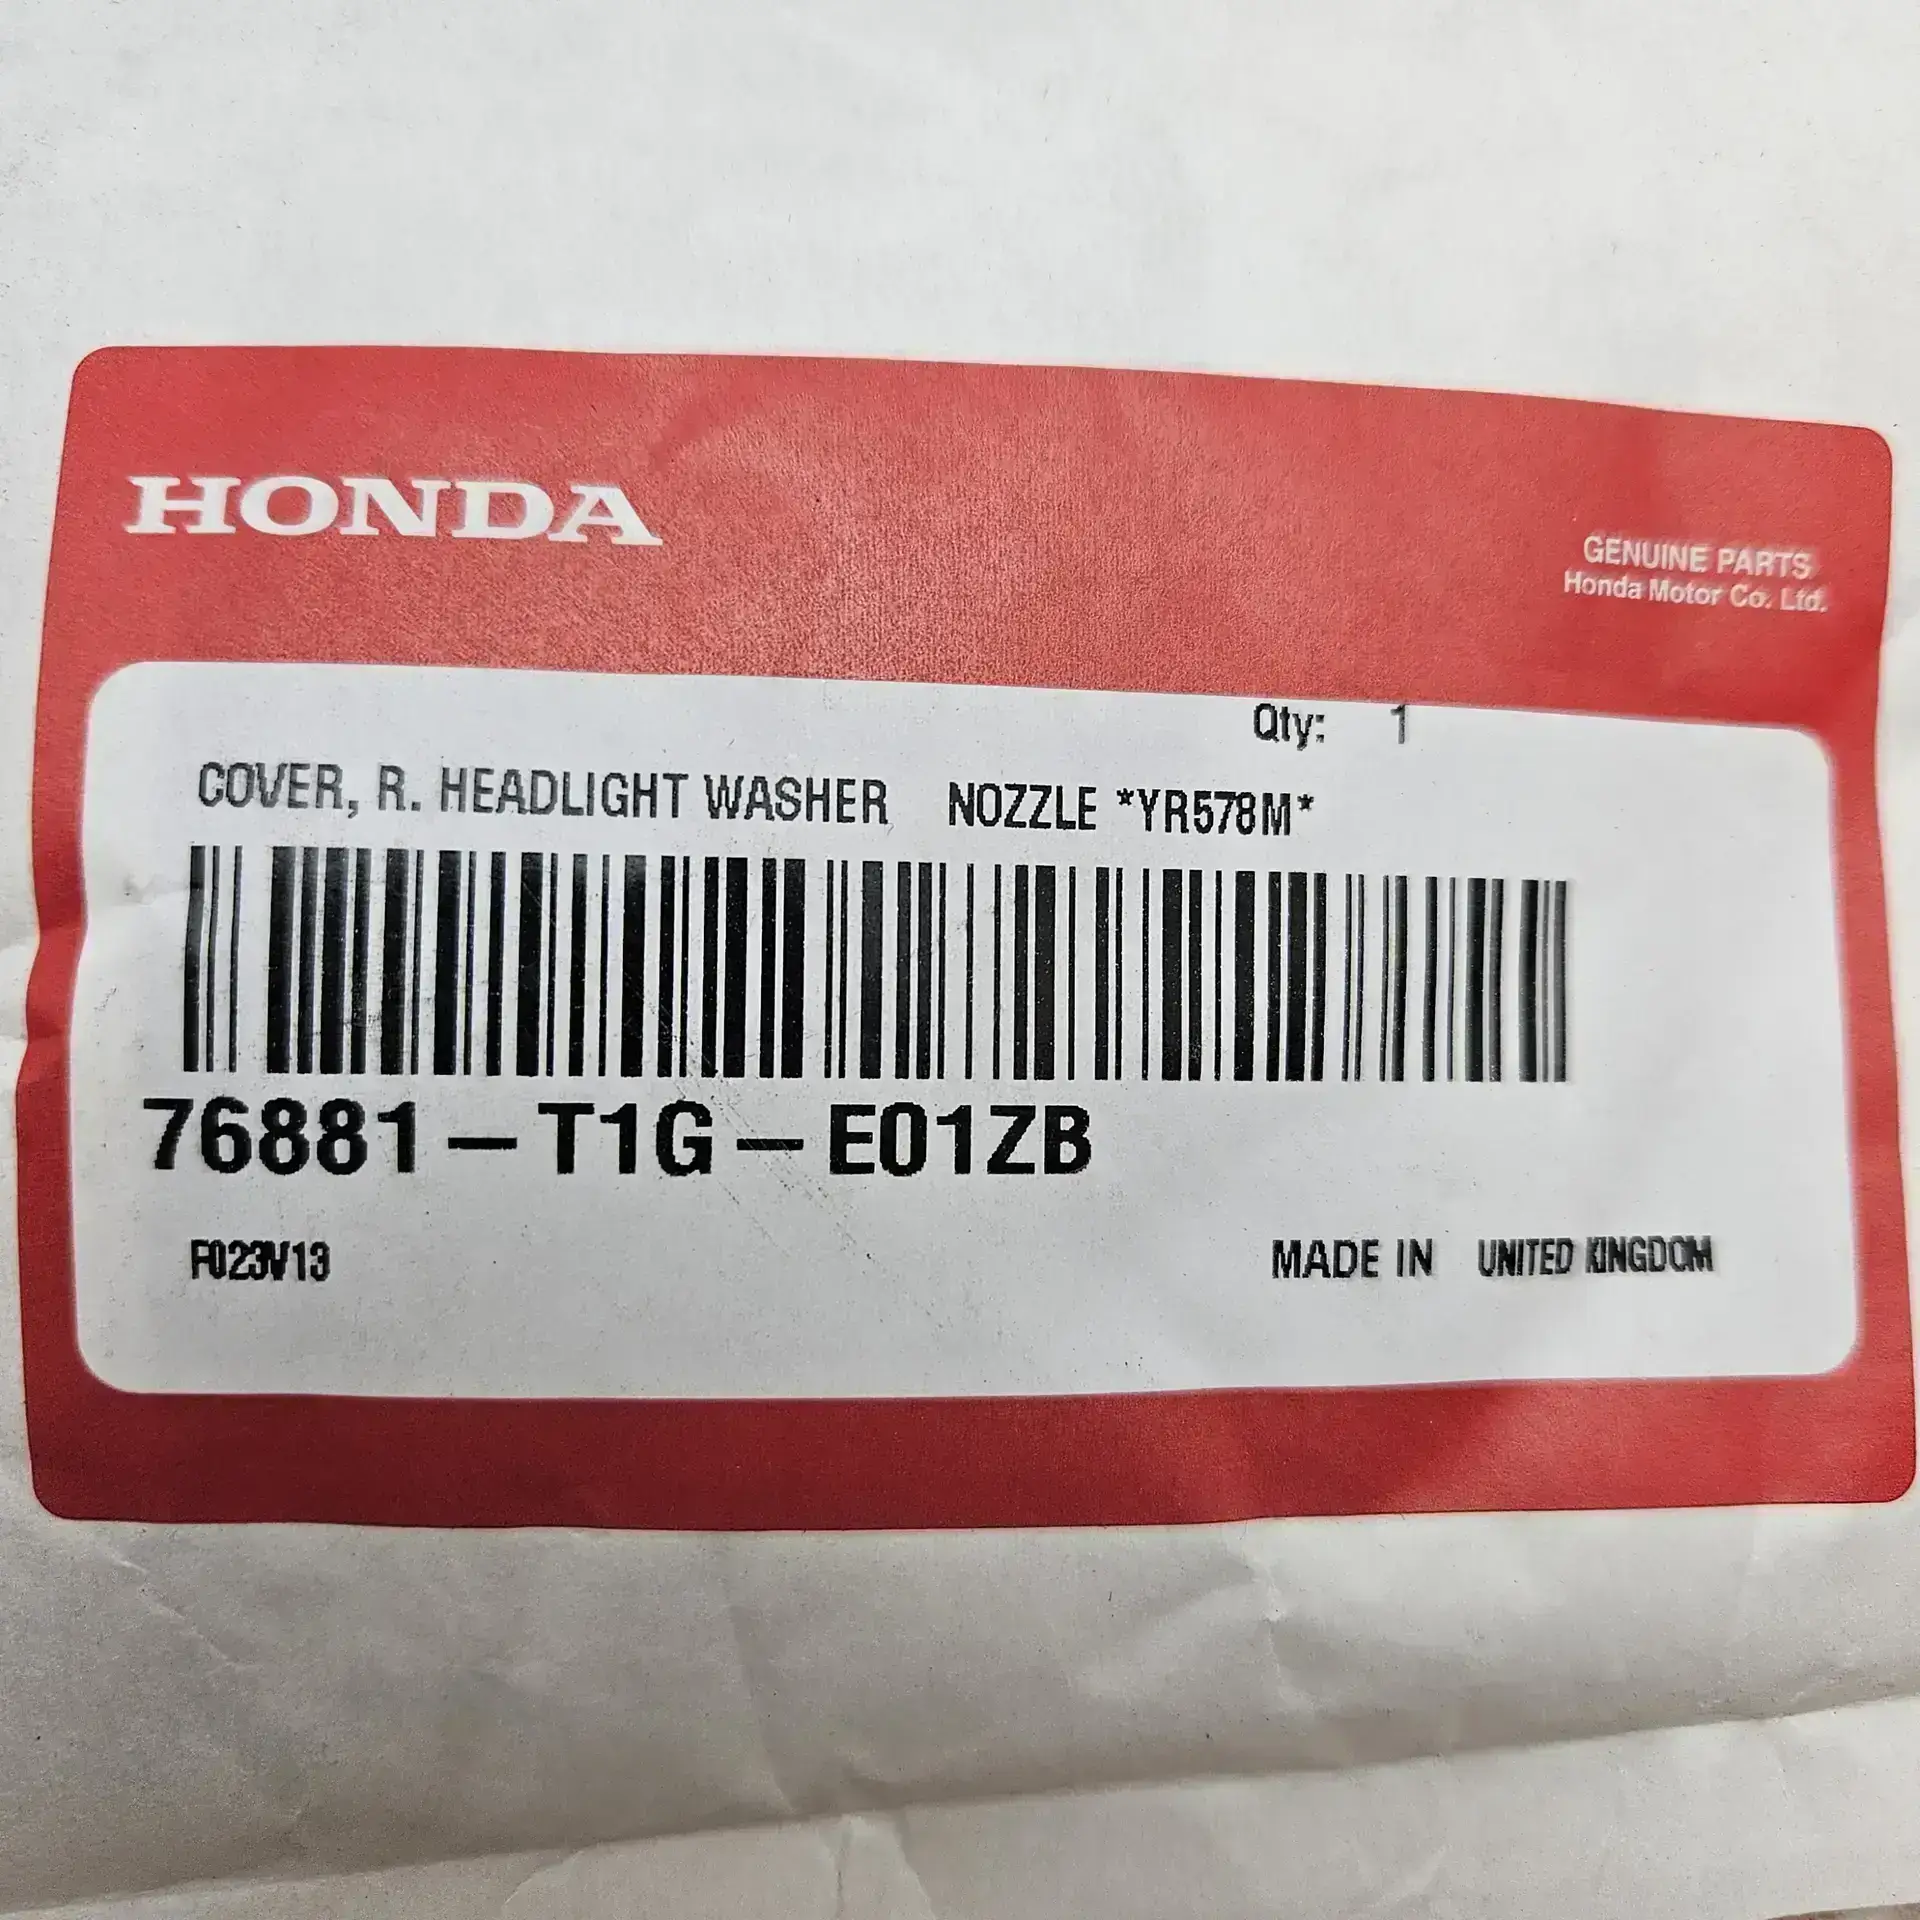 HONDA
GENUINE PARTS
Honda Motor Co. Ltd.
Qty: 1
COVER, R. HEADLIGHT WASHER NOZZLE *YR578M*
76881-T1G-E01ZB
F023V13
MADE IN UNITED KINGDOM